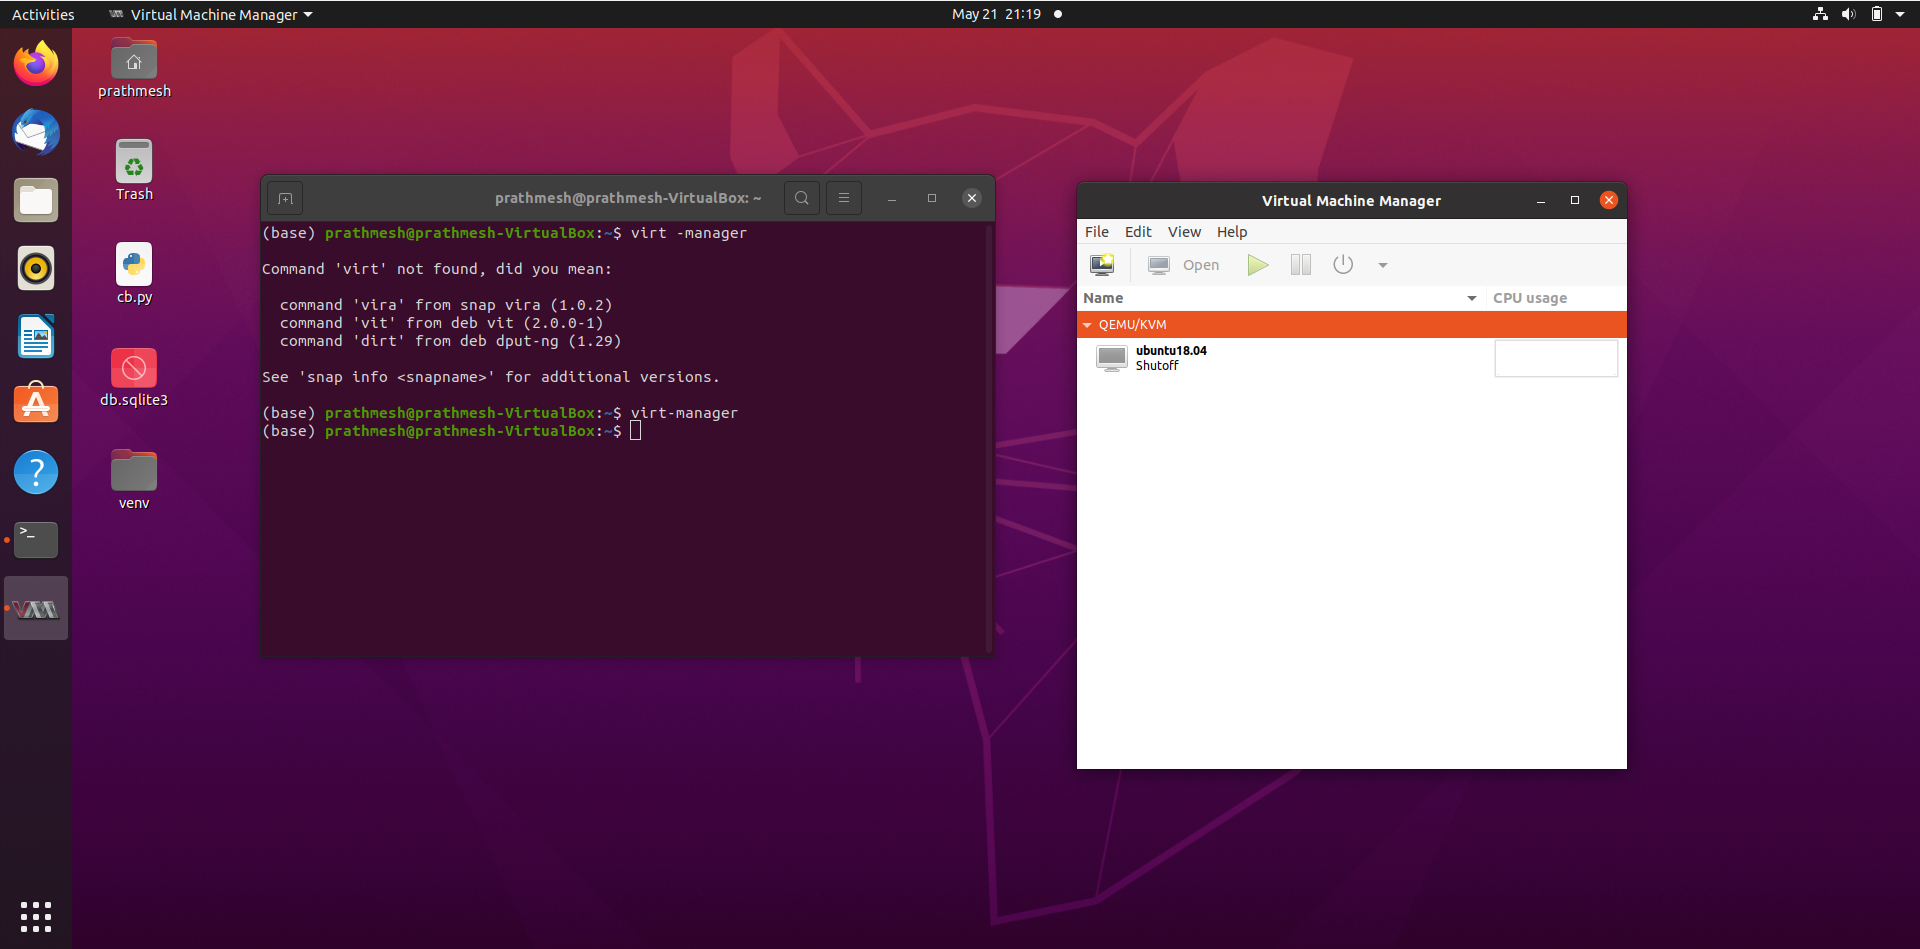 Activities
Virtual Machine Manager
May 21 21:19
prathmesh
Trash
cb.py
db.sqlite3
venv
prathmesh@prathmesh-VirtualBox: ~
(base) prathmesh@prathmesh-VirtualBox:~$ virt -manager
Command 'virt' not found, did you mean:
command 'vira' from snap vira (1.0.2)
command 'vit' from deb vit (2.0.0-1)
command 'dirt' from deb dput-ng (1.29)
See 'snap info <snapname>' for additional versions.
(base) prathmesh@prathmesh-VirtualBox:~$ virt-manager
(base) prathmesh@prathmesh-VirtualBox:~$
Virtual Machine Manager
File Edit View Help
Open
Name CPU usage
QEMU/KVM
ubuntu18.04
Shutoff